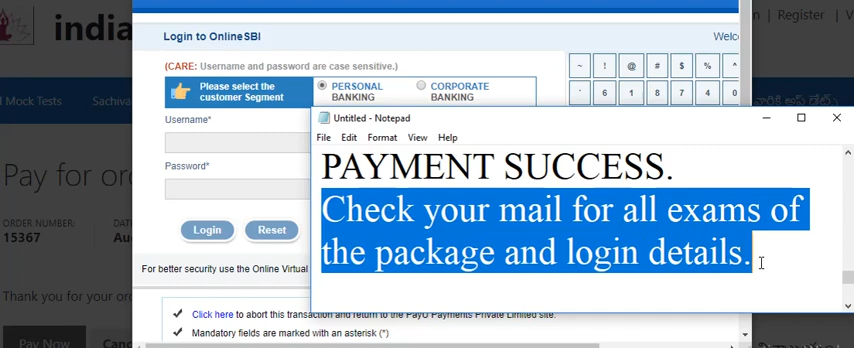 india
n | Register / V
l Mock Tests
Sachiva
వారికి
Pay for or
ORDER NUMBER:
DATE
15367
Au
Thank you for your or
Pay Now
Canc
Login to OnlineSBI
Welco
(CARE: Username and password are case sensitive.)
Please select the
customer Segment
PERSONAL
BANKING
CORPORATE
BANKING
~ ! @ # $ % ^
` 6 1 8 7 4 0
Username*
Password*
Login
Reset
For better security use the Online Virtual
Click here to abort this transaction and return to the PayU Payments Private Limited site.
Mandatory fields are marked with an asterisk (*)
Untitled - Notepad
File Edit Format View Help
PAYMENT SUCCESS.
Check your mail for all exams of
the package and login details.